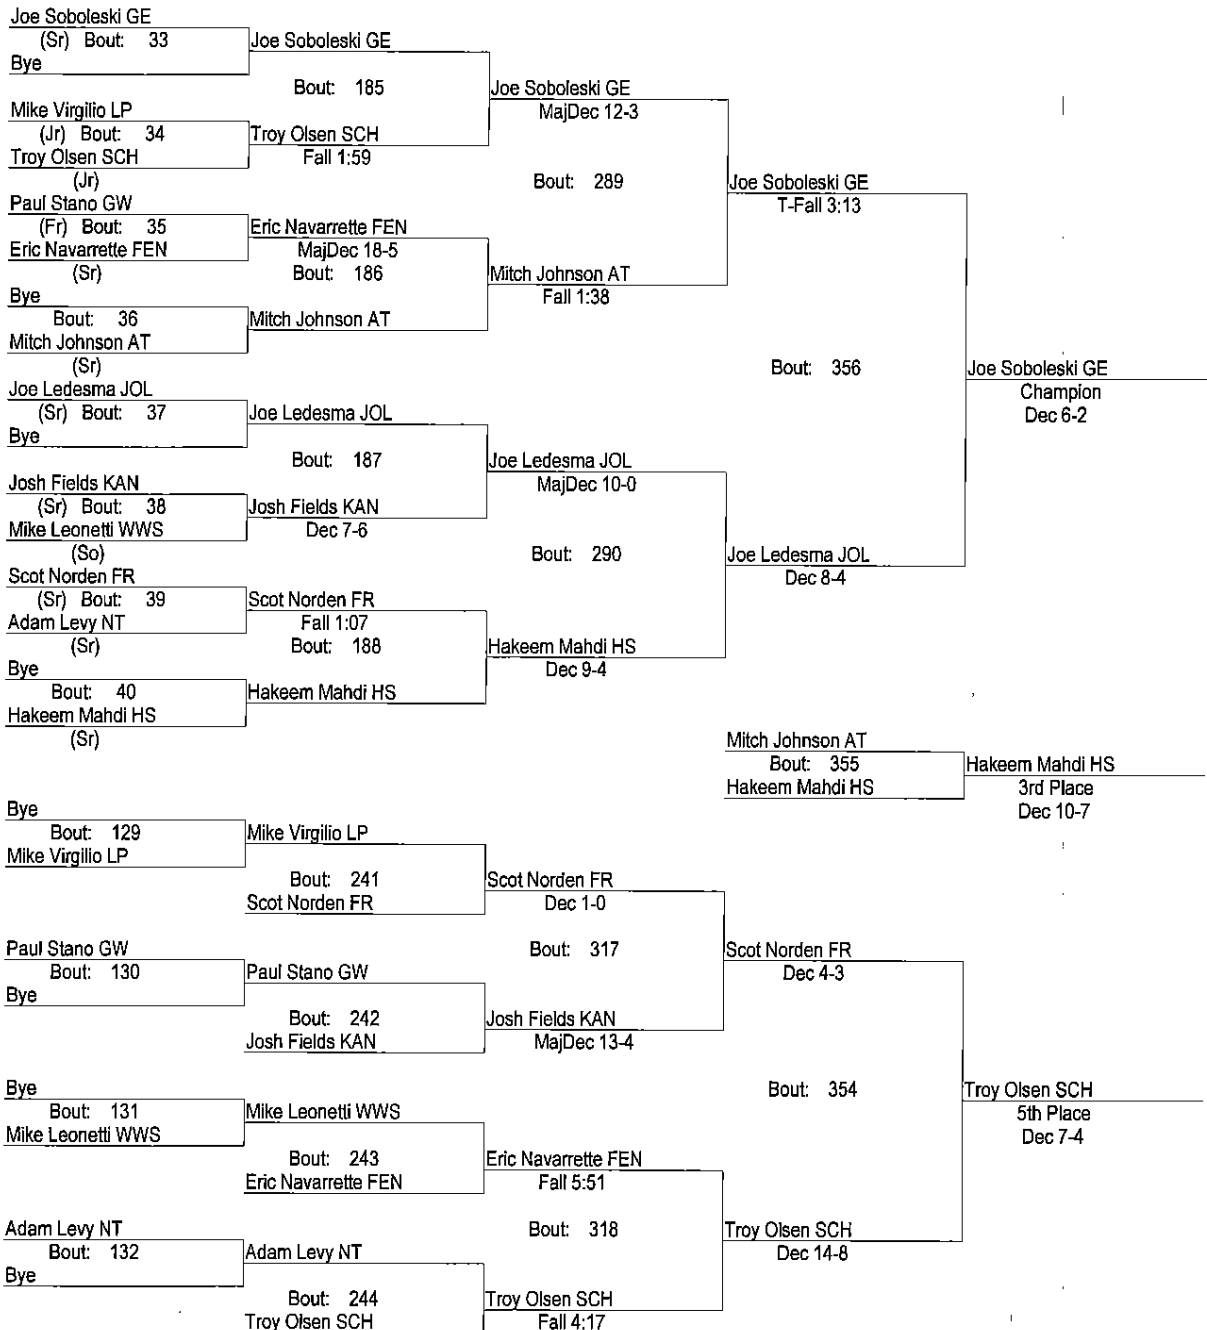 Joe Soboleski GE
(Sr) Bout: 33
Bye
Joe Soboleski GE
Bout: 185
Mike Virgilio LP
(Jr) Bout: 34
Troy Olsen SCH
(Jr)
Troy Olsen SCH
Fall 1:59
Joe Soboleski GE
MajDec 12-3
Bout: 289
Paul Stano GW
(Fr) Bout: 35
Eric Navarrette FEN
(Sr)
Eric Navarrette FEN
MajDec 18-5
Bout: 186
Bye
Bout: 36
Mitch Johnson AT
(Sr)
Mitch Johnson AT
Mitch Johnson AT
Fall 1:38
Joe Soboleski GE
T-Fall 3:13
Bout: 356
Joe Soboleski GE
Champion
Dec 6-2
Joe Ledesma JOL
(Sr) Bout: 37
Bye
Joe Ledesma JOL
Bout: 187
Josh Fields KAN
(Sr) Bout: 38
Mike Leonetti WWS
(So)
Josh Fields KAN
Dec 7-6
Joe Ledesma JOL
MajDec 10-0
Bout: 290
Scot Norden FR
(Sr) Bout: 39
Adam Levy NT
(Sr)
Scot Norden FR
Fall 1:07
Bout: 188
Bye
Bout: 40
Hakeem Mahdi HS
(Sr)
Hakeem Mahdi HS
Hakeem Mahdi HS
Dec 9-4
Joe Ledesma JOL
Dec 8-4
Mitch Johnson AT
Bout: 355
Hakeem Mahdi HS
Hakeem Mahdi HS
3rd Place
Dec 10-7
Bye
Bout: 129
Mike Virgilio LP
Mike Virgilio LP
Bout: 241
Scot Norden FR
Scot Norden FR
Dec 1-0
Bout: 317
Paul Stano GW
Bout: 130
Bye
Paul Stano GW
Bout: 242
Josh Fields KAN
Josh Fields KAN
MajDec 13-4
Scot Norden FR
Dec 4-3
Bout: 354
Troy Olsen SCH
5th Place
Dec 7-4
Bye
Bout: 131
Mike Leonetti WWS
Mike Leonetti WWS
Bout: 243
Eric Navarrette FEN
Eric Navarrette FEN
Fall 5:51
Bout: 318
Adam Levy NT
Bout: 132
Bye
Adam Levy NT
Bout: 244
Troy Olsen SCH
Troy Olsen SCH
Fall 4:17
Troy Olsen SCH
Dec 14-8